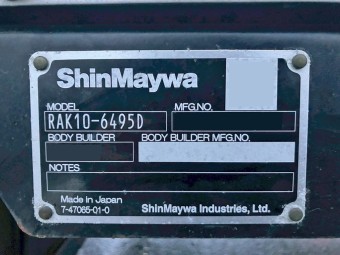 ShinMaywa
MODEL MFG.NO.
RAK10-6495D
BODY BUILDER BODY BUILDER MFG.NO.
NOTES
Made in Japan
7-47065-01-0 ShinMaywa Industries, Ltd.